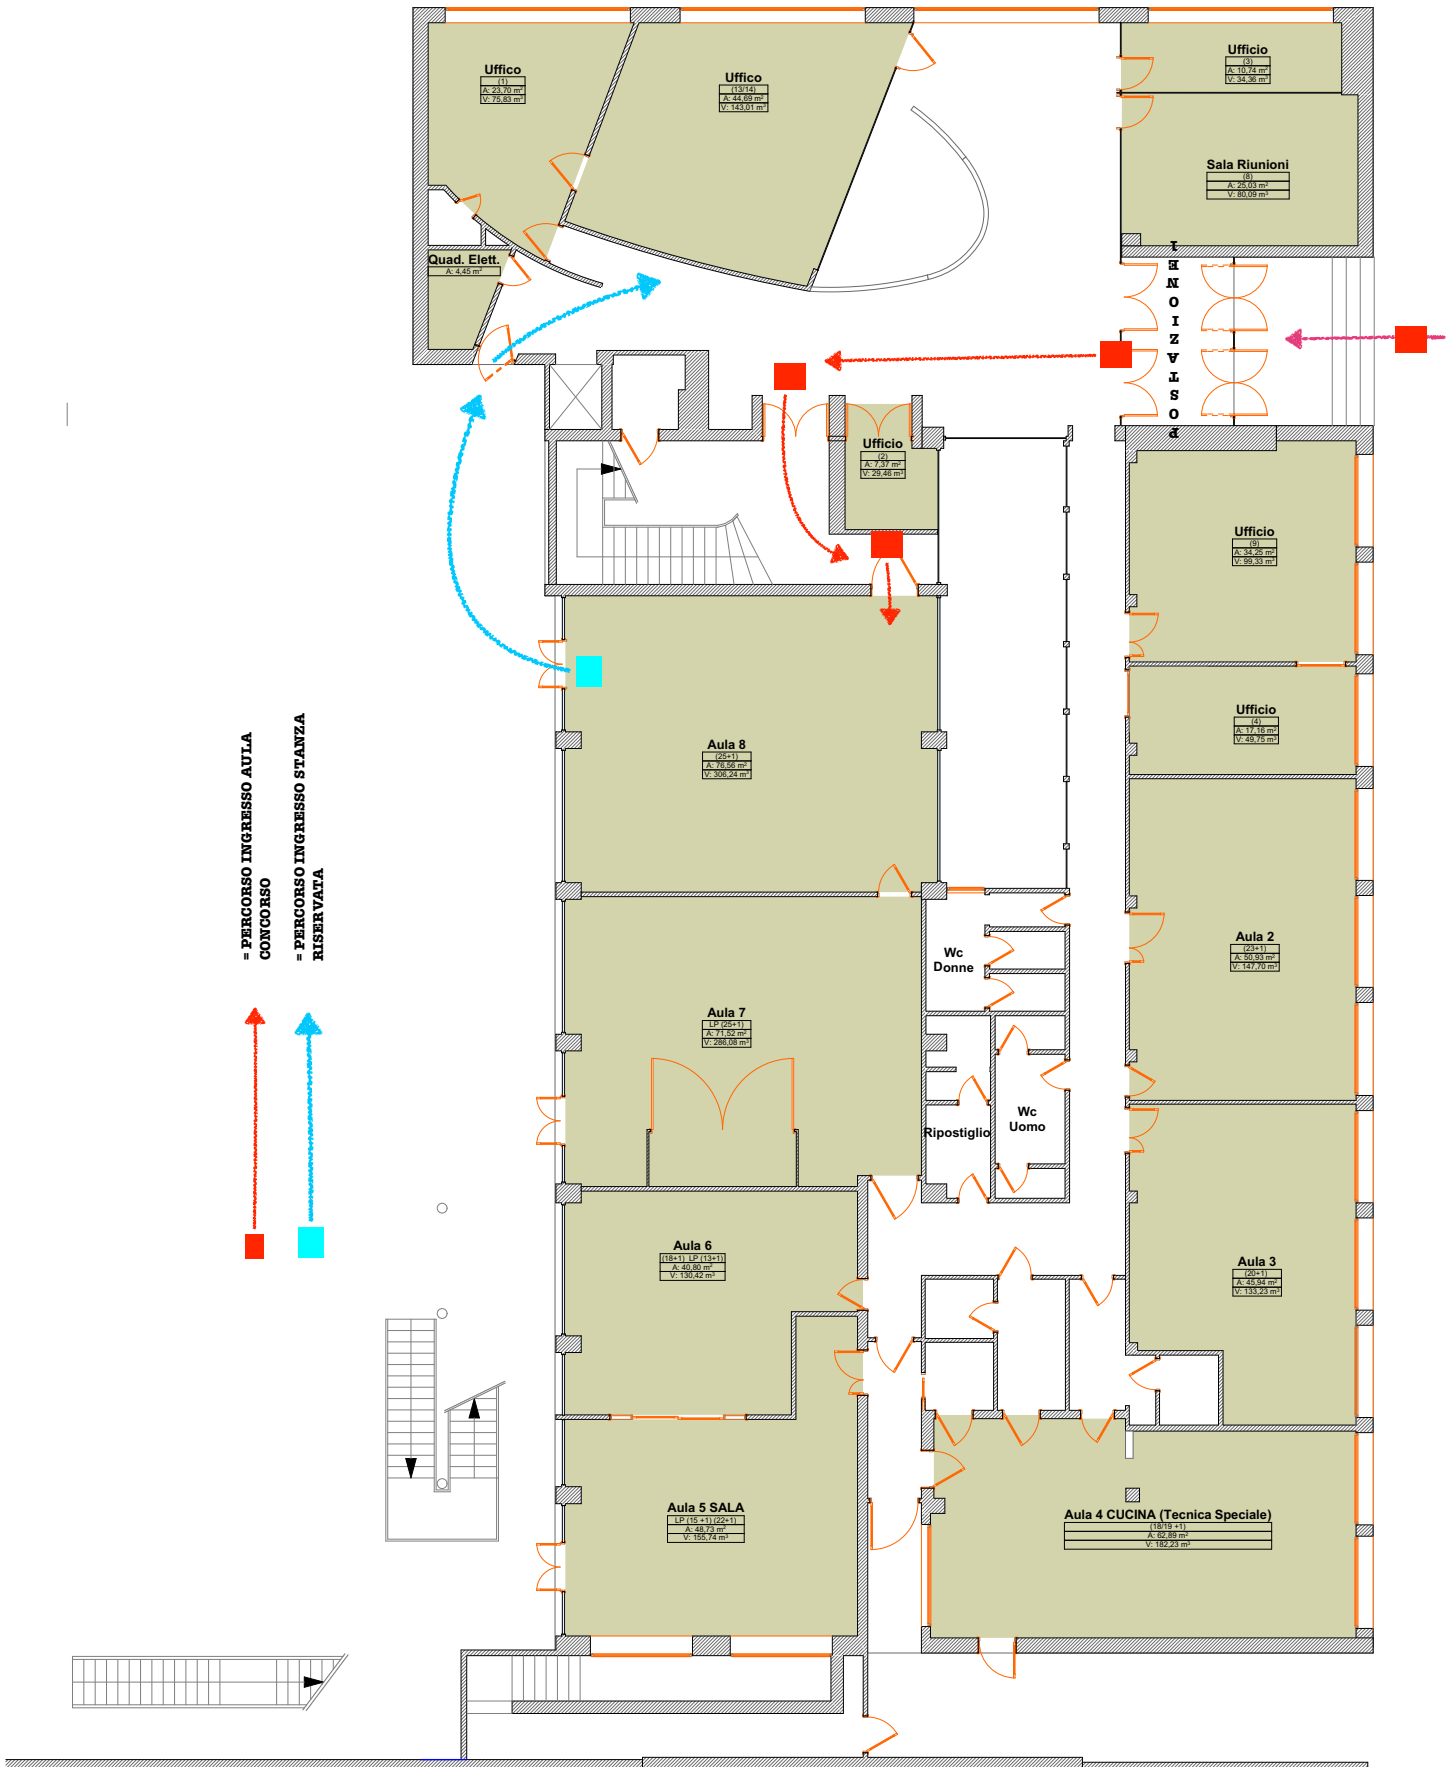 Uffico
(1)
A: 23,70 m²
V: 75,83 m³
Uffico
(13/14)
A: 44,69 m²
V: 143,01 m³
Ufficio
(3)
A: 10,74 m²
V: 34,36 m³
Sala Riunioni
(8)
A: 25,03 m²
V: 80,09 m³
Quad. Elett.
A: 4,45 m²
POSTAZIONE 1
Ufficio
(2)
A: 7,37 m²
V: 29,46 m³
Ufficio
(9)
A: 34,25 m²
V: 99,33 m³
Ufficio
(4)
A: 17,16 m²
V: 49,75 m³
Aula 8
(25+1)
A: 76,56 m²
V: 306,24 m³
= PERCORSO INGRESSO AULA
CONCORSO
= PERCORSO INGRESSO STANZA
RISERVATA
Wc
Donne
Aula 2
(23+1)
A: 50,93 m²
V: 147,70 m³
Aula 7
LP (25+1)
A: 71,52 m²
V: 286,08 m³
Wc
Uomo
Ripostiglio
Aula 6
(18+1) LP (13+1)
A: 40,80 m²
V: 130,42 m³
Aula 3
(20+1)
A: 45,94 m²
V: 133,23 m³
Aula 5 SALA
LP (15 +1) (22+1)
A: 48,73 m²
V: 155,74 m³
Aula 4 CUCINA (Tecnica Speciale)
(18/19 +1)
A: 62,89 m²
V: 182,23 m³